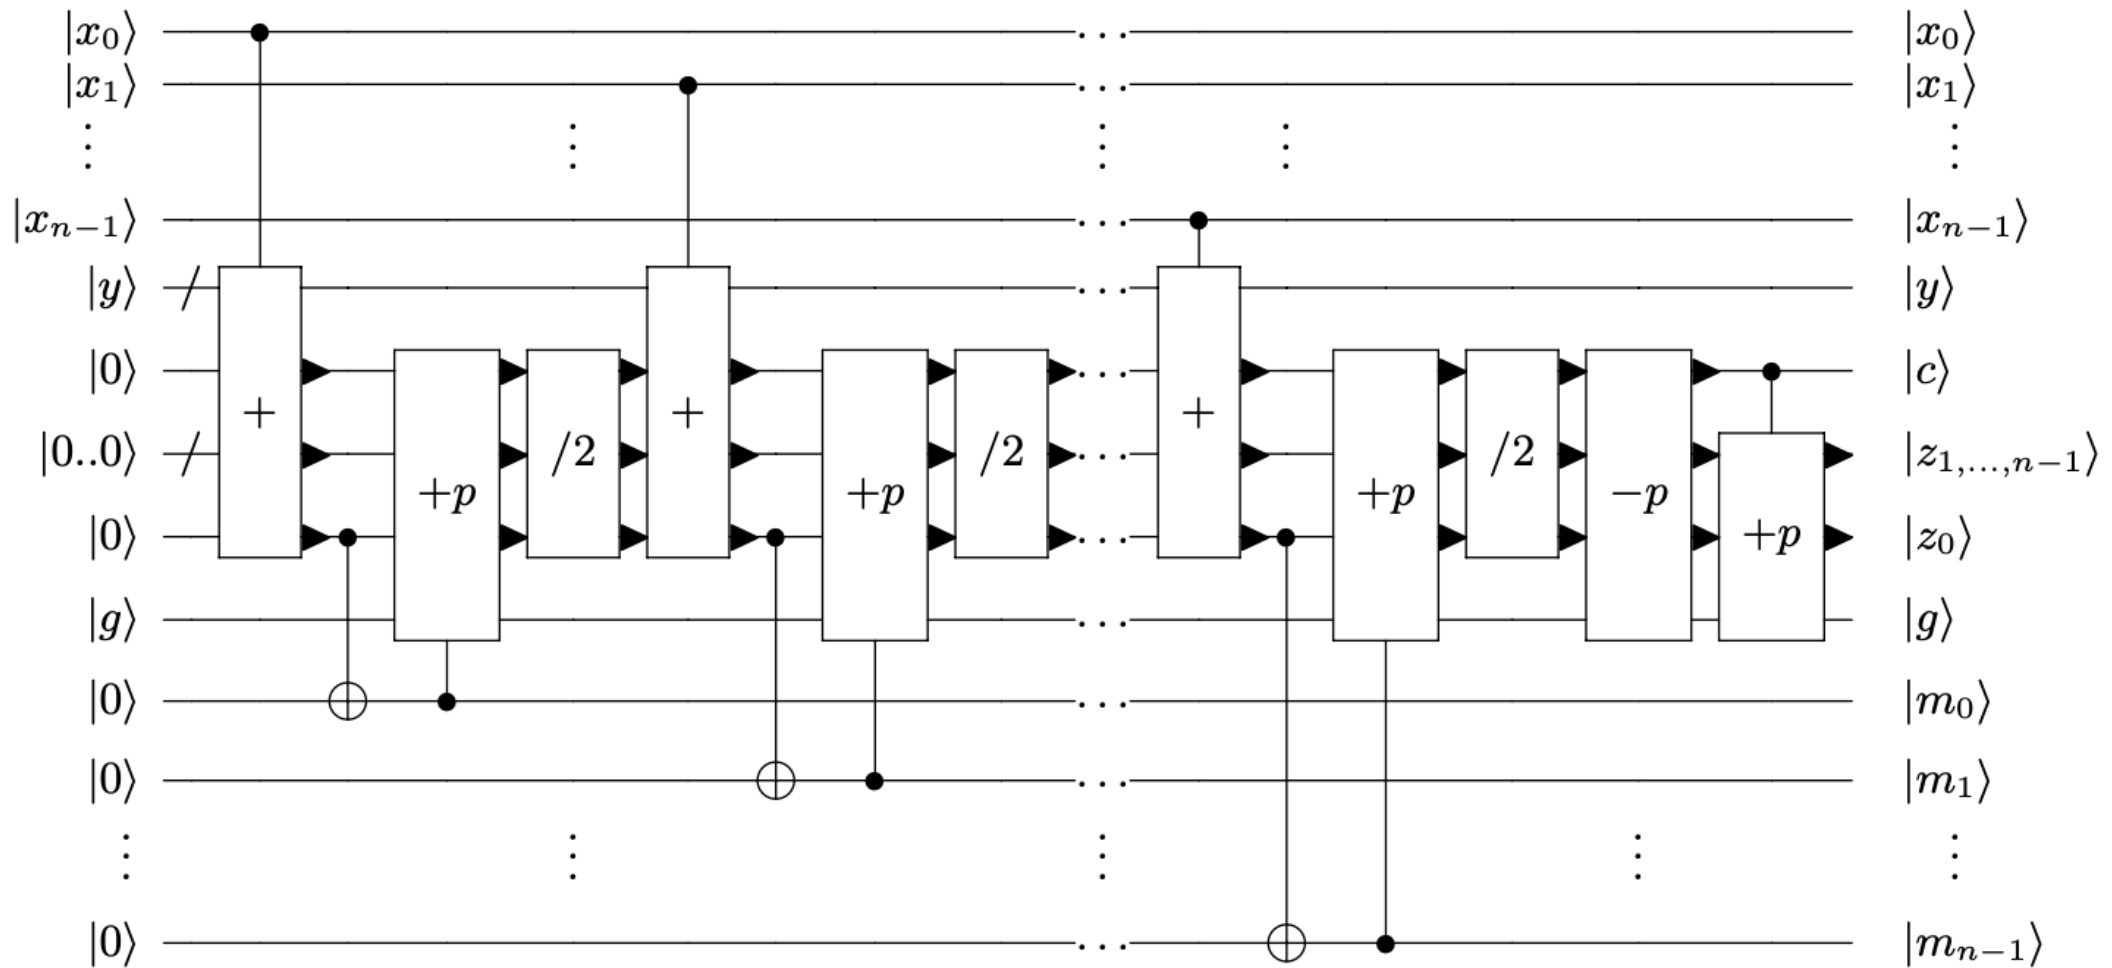 |x₀⟩ ... |x₀⟩
|x₁⟩ ... |x₁⟩
⋮ ⋮ ⋮ ⋮ ⋮
|xₙ₋₁⟩ ... |xₙ₋₁⟩
|y⟩ / ... |y⟩
|0⟩ ... |c⟩
+ + +
|0..0⟩ / /2 /2 ... /2 |z₁,...,ₙ₋₁⟩
+p +p +p −p
|0⟩ ... +p |z₀⟩
|g⟩ ... |g⟩
|0⟩ ... |m₀⟩
|0⟩ ... |m₁⟩
⋮ ⋮ ⋮ ⋮ ⋮
|0⟩ ... |mₙ₋₁⟩